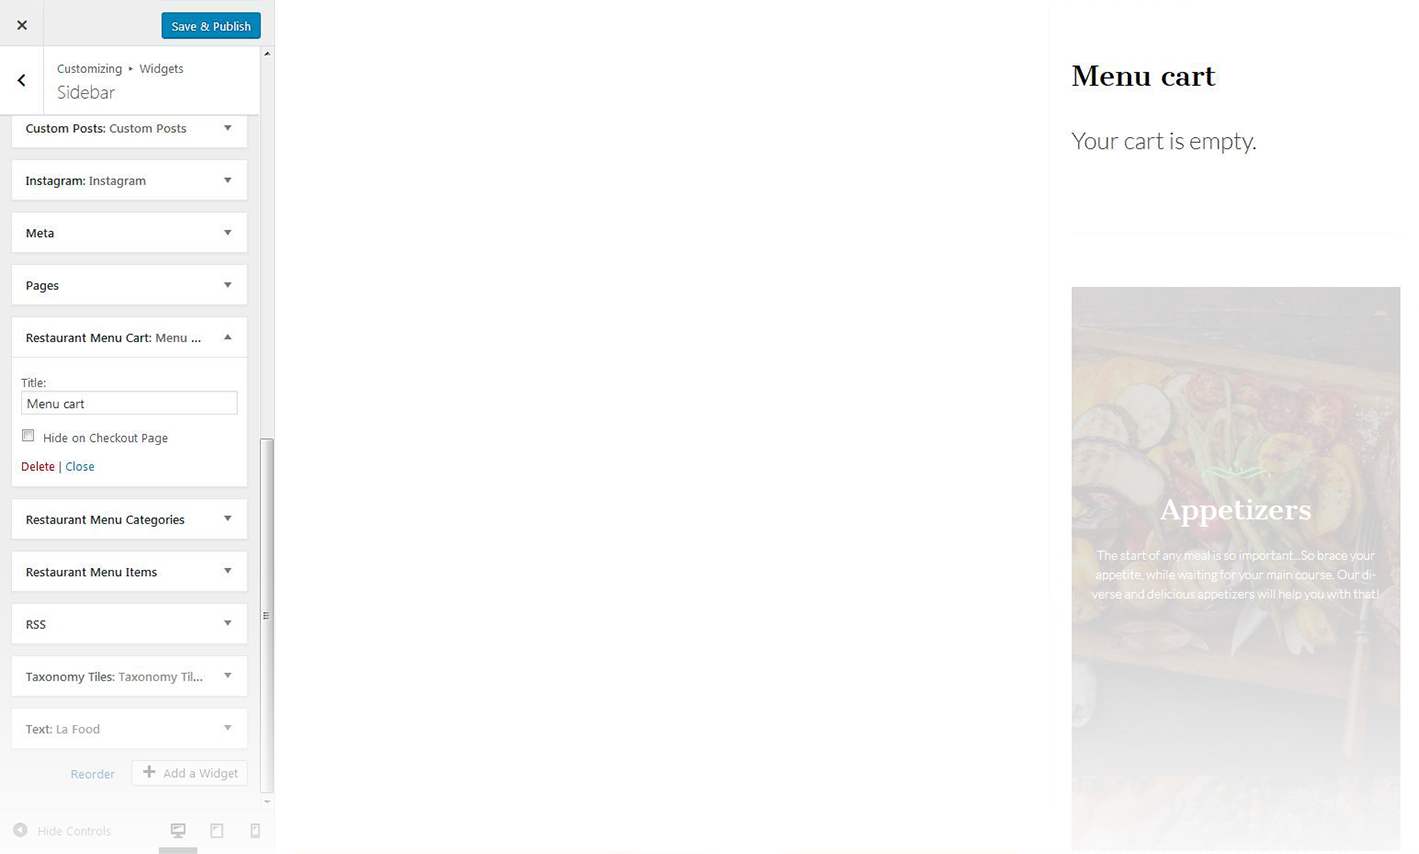 Save & Publish
Customizing ▸ Widgets
Sidebar
Custom Posts: Custom Posts
Instagram: Instagram
Meta
Pages
Restaurant Menu Cart: Menu ...
Title:
Menu cart
Hide on Checkout Page
Delete | Close
Restaurant Menu Categories
Restaurant Menu Items
RSS
Taxonomy Tiles: Taxonomy Til...
Text: La Food
Reorder
Add a Widget
Hide Controls
Menu cart
Your cart is empty.
Appetizers
The start of any meal is so important...So brace your
appetite, while waiting for your main course. Our di-
verse and delicious appetizers will help you with that!